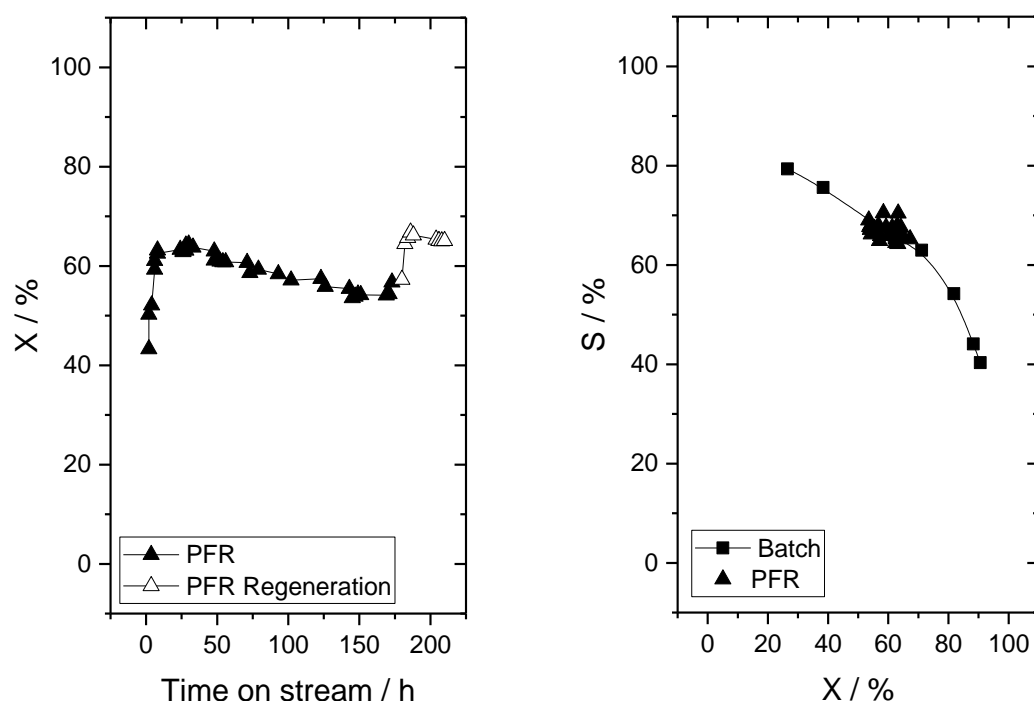 100
80
60
40
20
0
X / %
PFR
PFR Regeneration
0 50 100 150 200
Time on stream / h
100
80
60
40
20
0
S / %
Batch
PFR
0 20 40 60 80 100
X / %